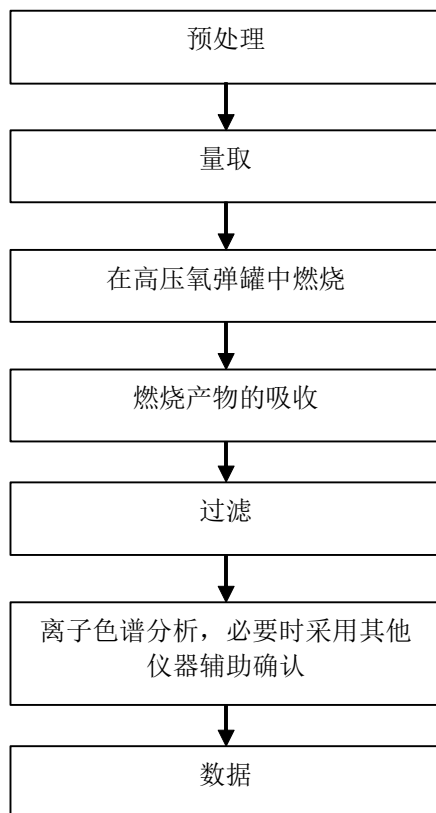 预处理
量取
在高压氧弹罐中燃烧
燃烧产物的吸收
过滤
离子色谱分析，必要时采用其他
仪器辅助确认
数据